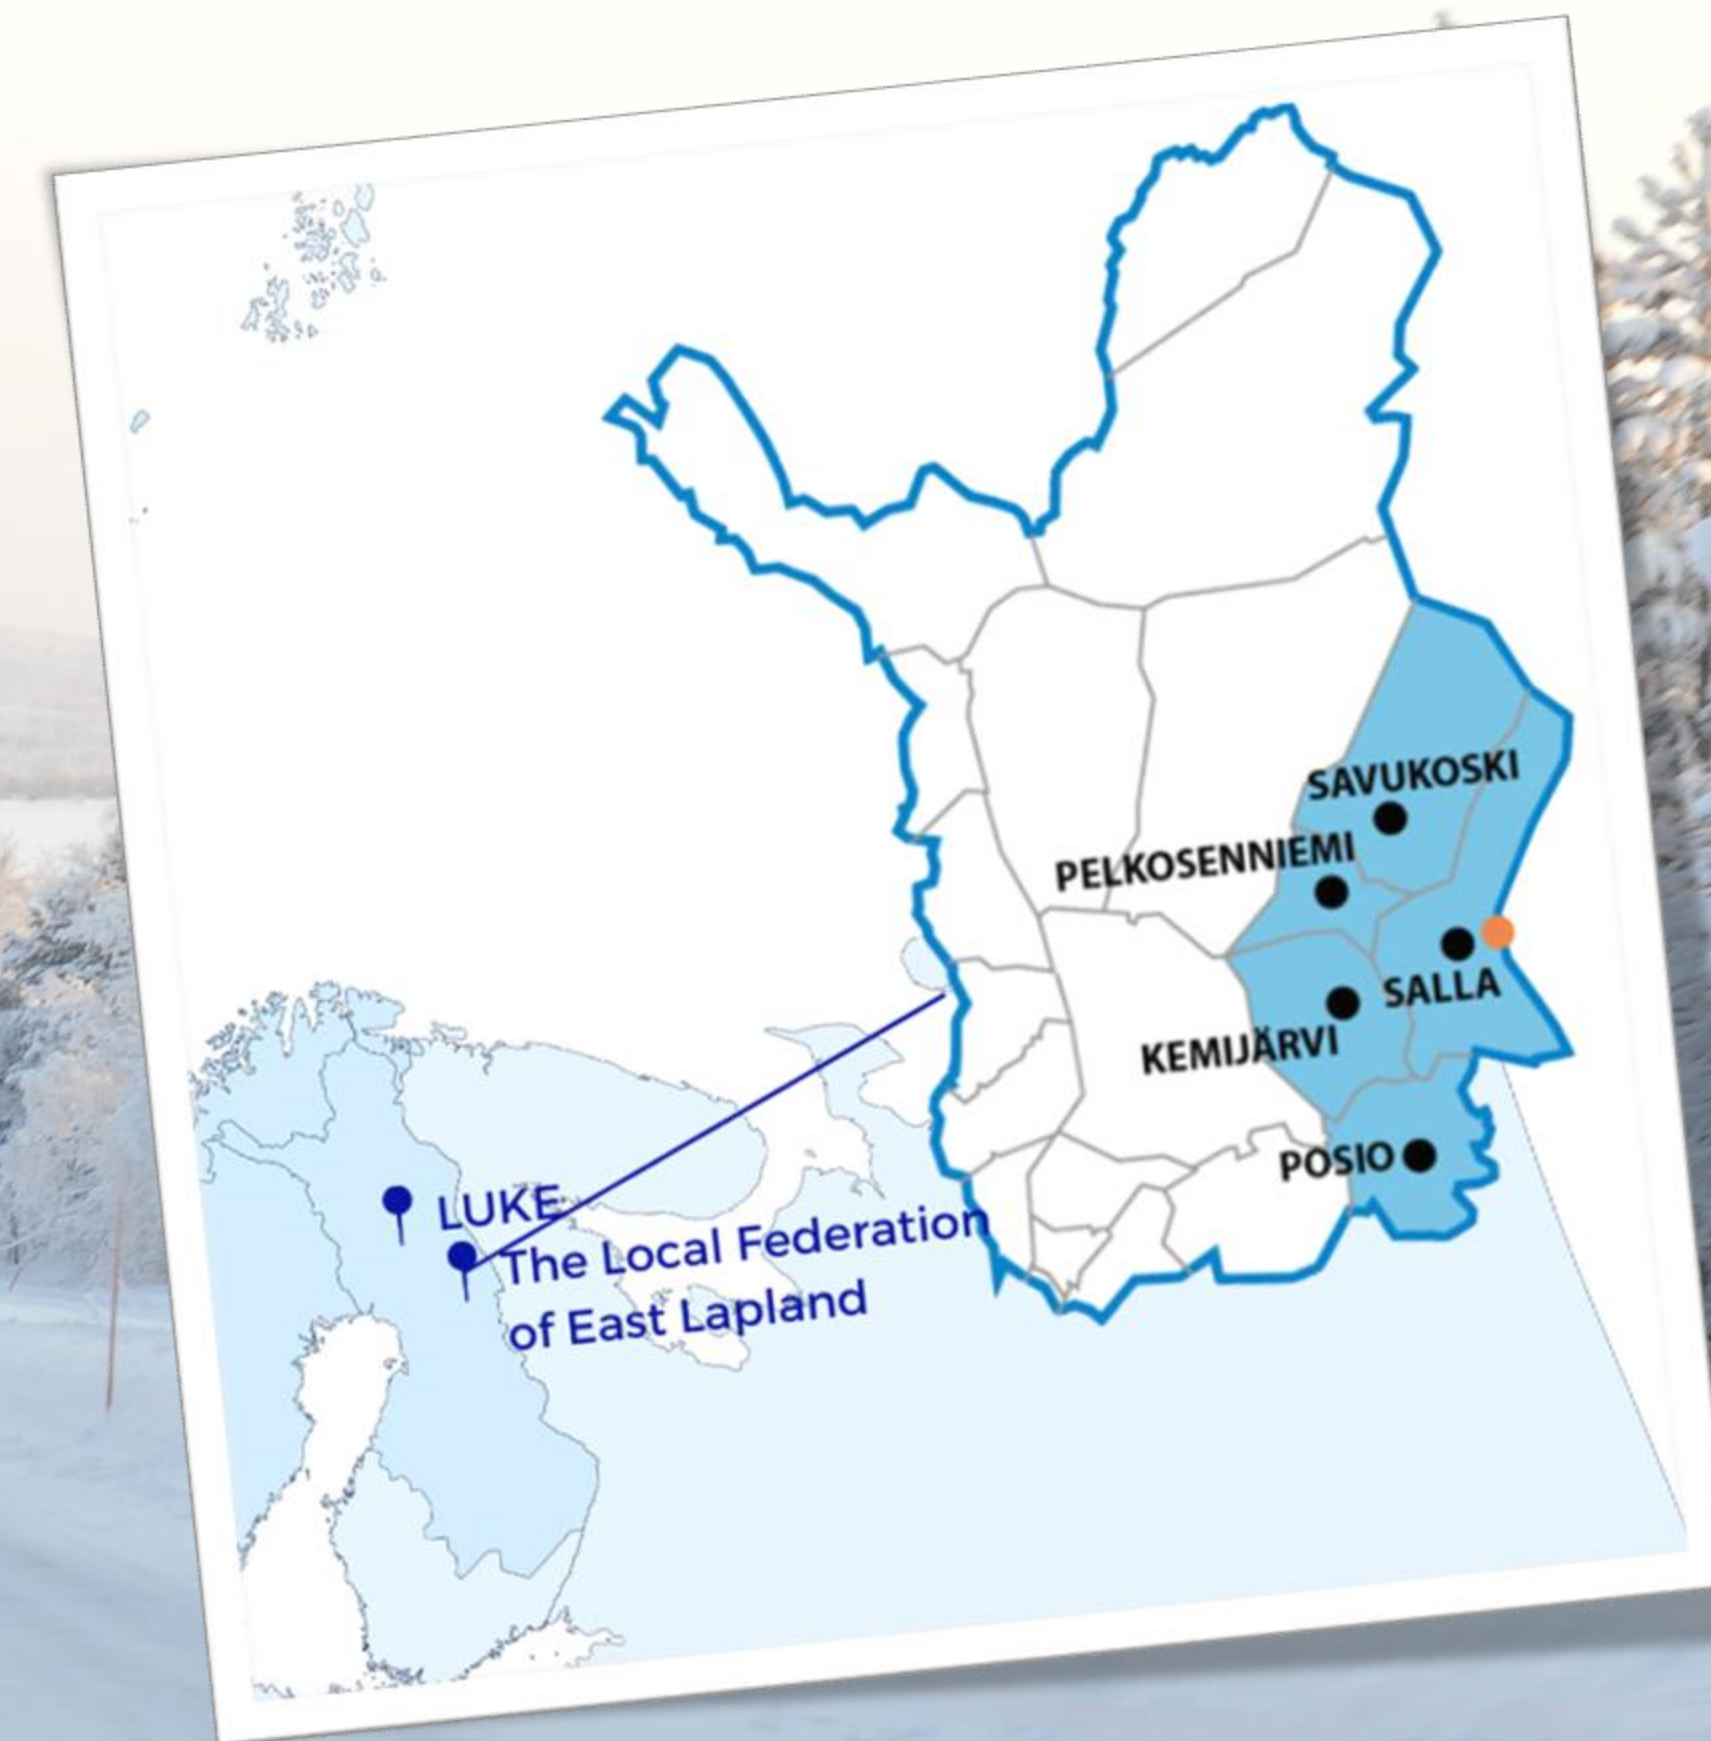 SAVUKOSKI
PELKOSENNIEMI
SALLA
KEMIJÄRVI
POSIO
LUKE
The Local Federation
of East Lapland